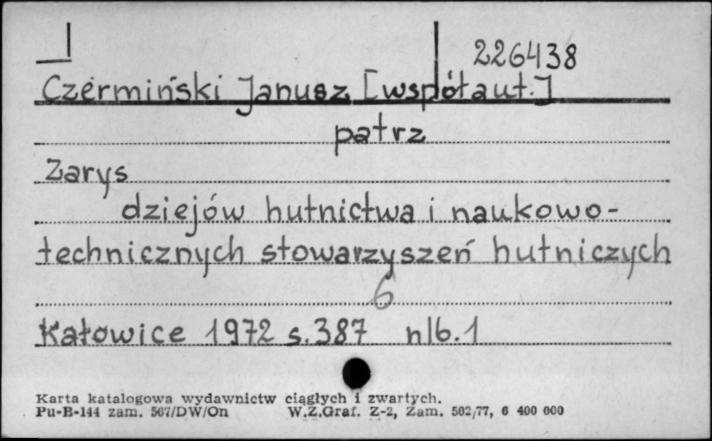 226438
Czermiński Janusz [współaut.]
patrz
Zarys
dziejów hutnictwa i naukowo-
technicznych stowarzyszeń hutniczych
6
Katowice 1972 s.387 nlb.1
Karta katalogowa wydawnictw ciągłych i zwartych.
Pu-B-144 zam. 567/DW/On W.Z.Graf. Z-2, Zam. 502/77, 6 400 000